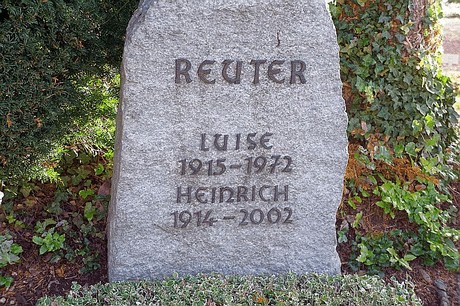 REUTER
LUISE
1915-1972
HEINRICH
1914-2002